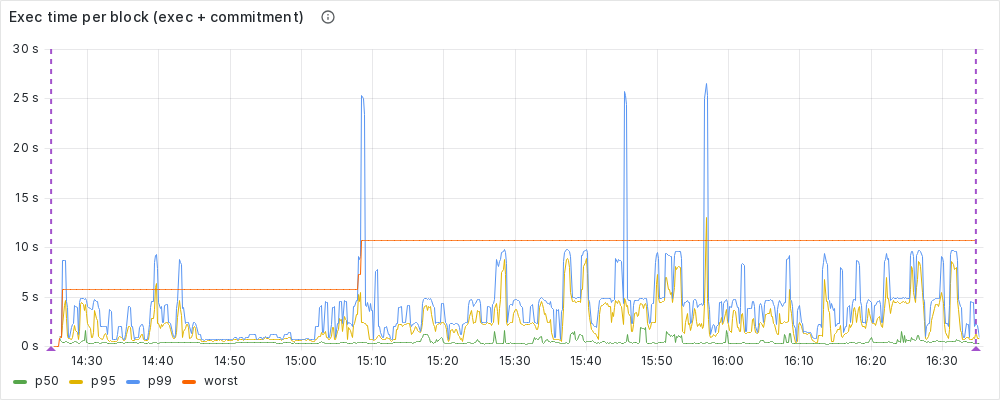 Exec time per block (exec + commitment)
30 s
25 s
20 s
15 s
10 s
5 s
0 s
14:30 14:40 14:50 15:00 15:10 15:20 15:30 15:40 15:50 16:00 16:10 16:20 16:30
p50 p95 p99 worst